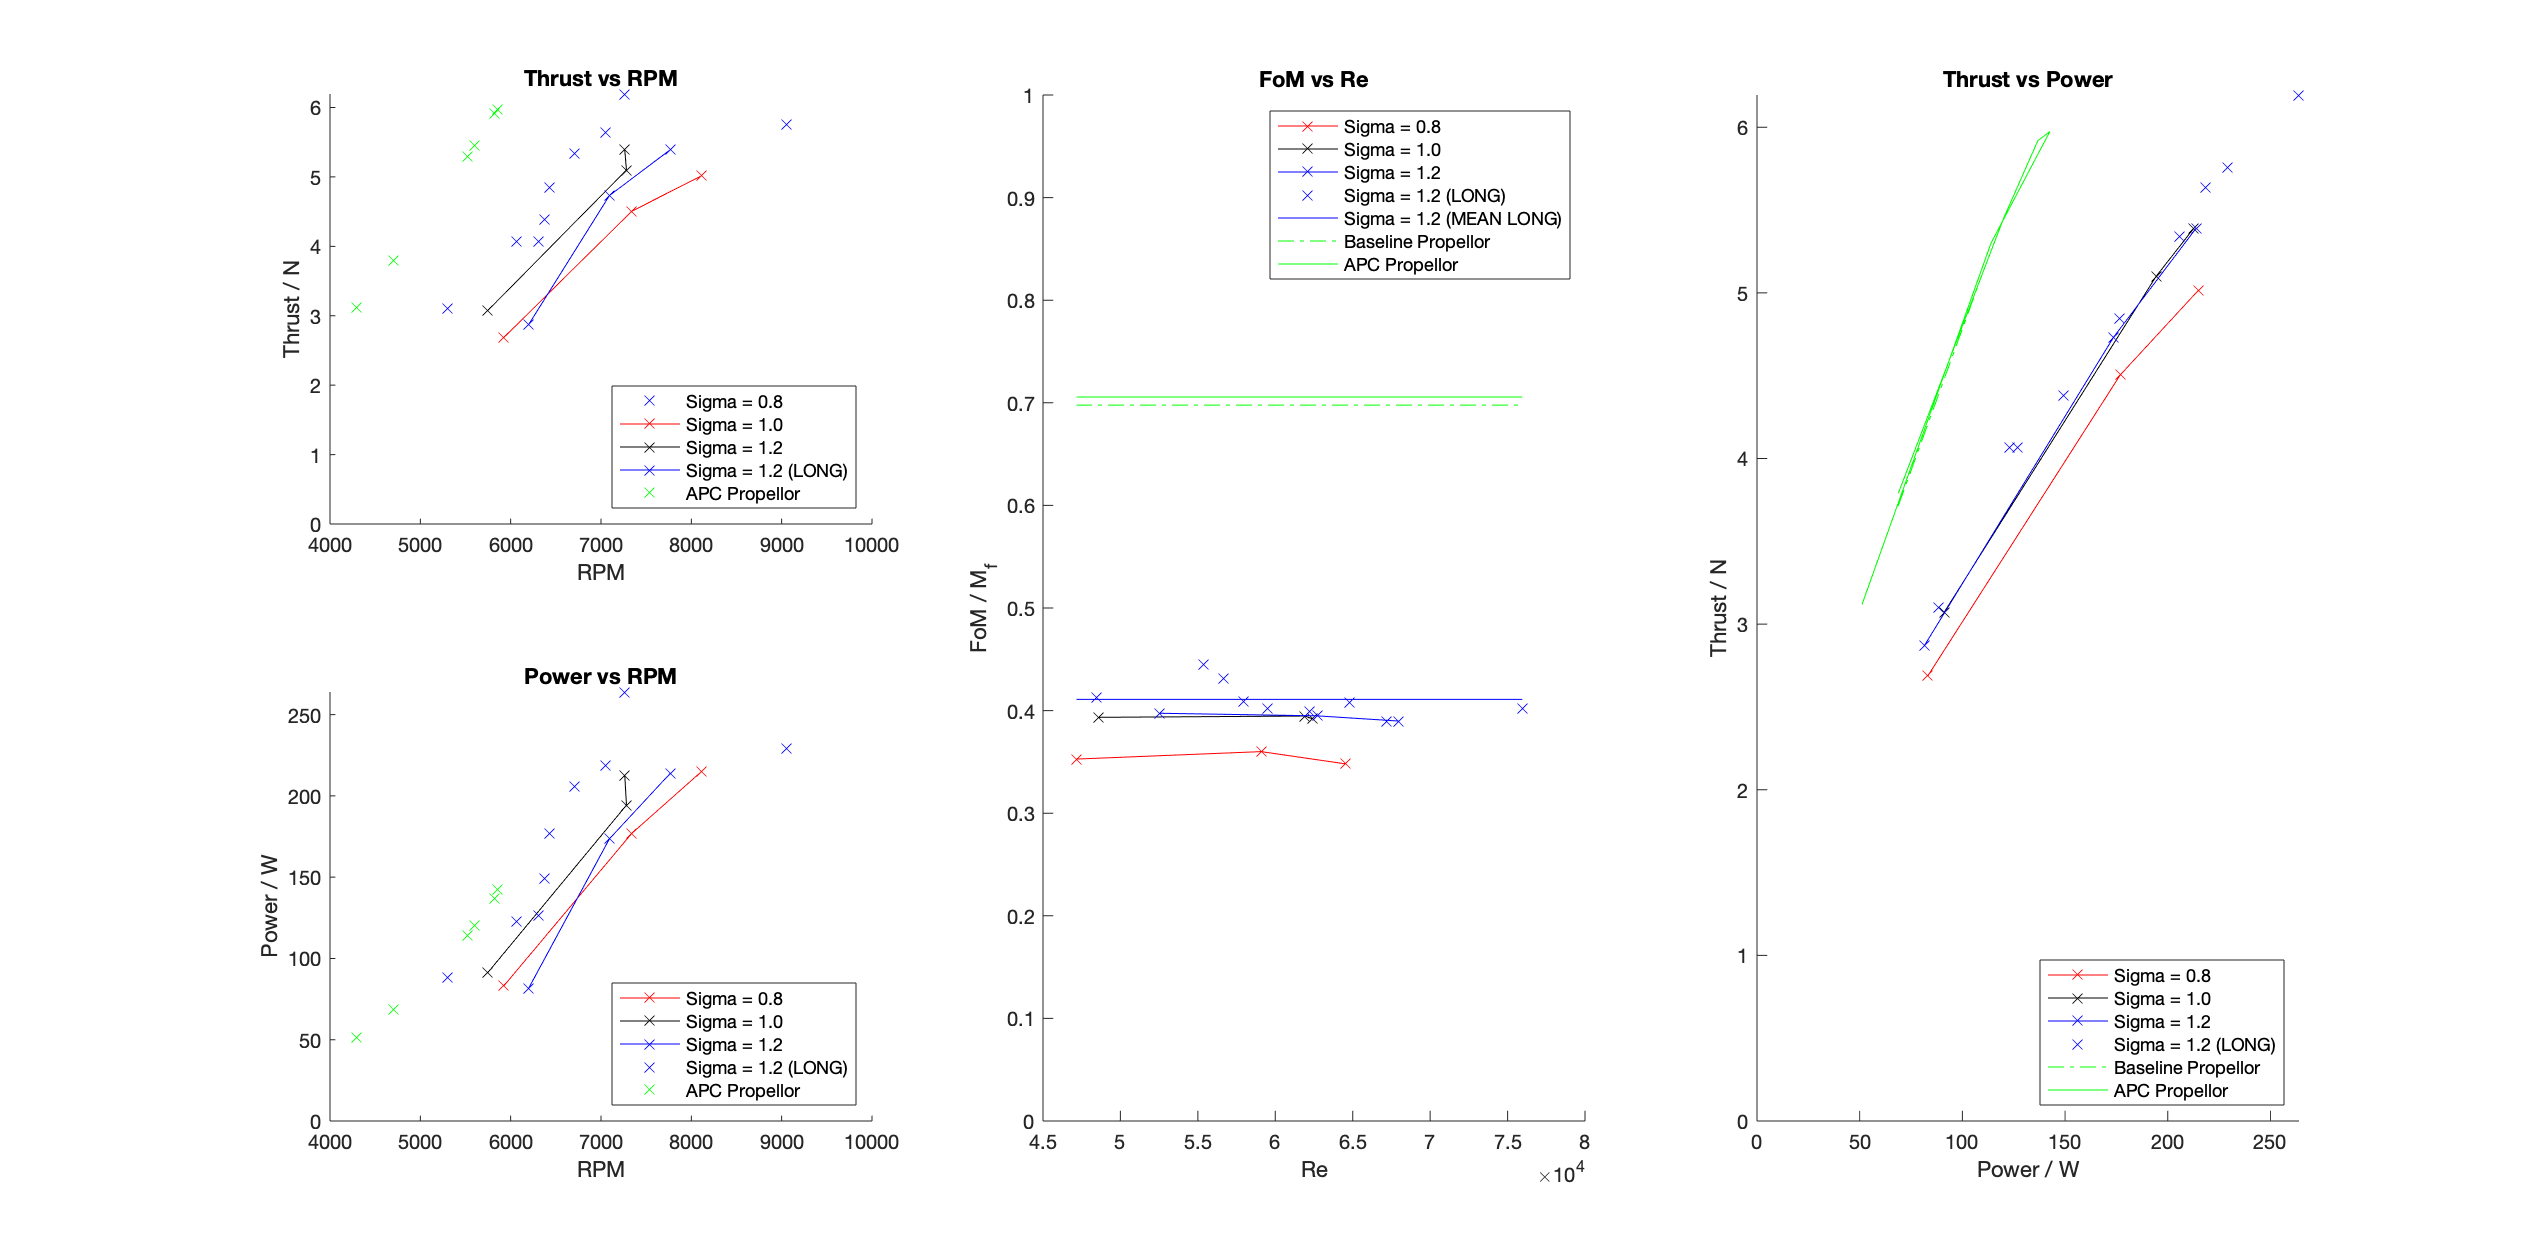 Thrust vs RPM
6
5
4
3
2
1
0
Thrust / N
Sigma = 0.8
Sigma = 1.0
Sigma = 1.2
Sigma = 1.2 (LONG)
APC Propellor
4000 5000 6000 7000 8000 9000 10000
RPM
Power vs RPM
250
200
150
100
50
0
Power / W
Sigma = 0.8
Sigma = 1.0
Sigma = 1.2
Sigma = 1.2 (LONG)
APC Propellor
4000 5000 6000 7000 8000 9000 10000
RPM
FoM vs Re
1
0.9
0.8
0.7
0.6
0.5
0.4
0.3
0.2
0.1
0
FoM / M_f
Sigma = 0.8
Sigma = 1.0
Sigma = 1.2
Sigma = 1.2 (LONG)
Sigma = 1.2 (MEAN LONG)
Baseline Propellor
APC Propellor
4.5 5 5.5 6 6.5 7 7.5 8
Re
×10^4
Thrust vs Power
6
5
4
3
2
1
0
Thrust / N
Sigma = 0.8
Sigma = 1.0
Sigma = 1.2
Sigma = 1.2 (LONG)
Baseline Propellor
APC Propellor
0 50 100 150 200 250
Power / W